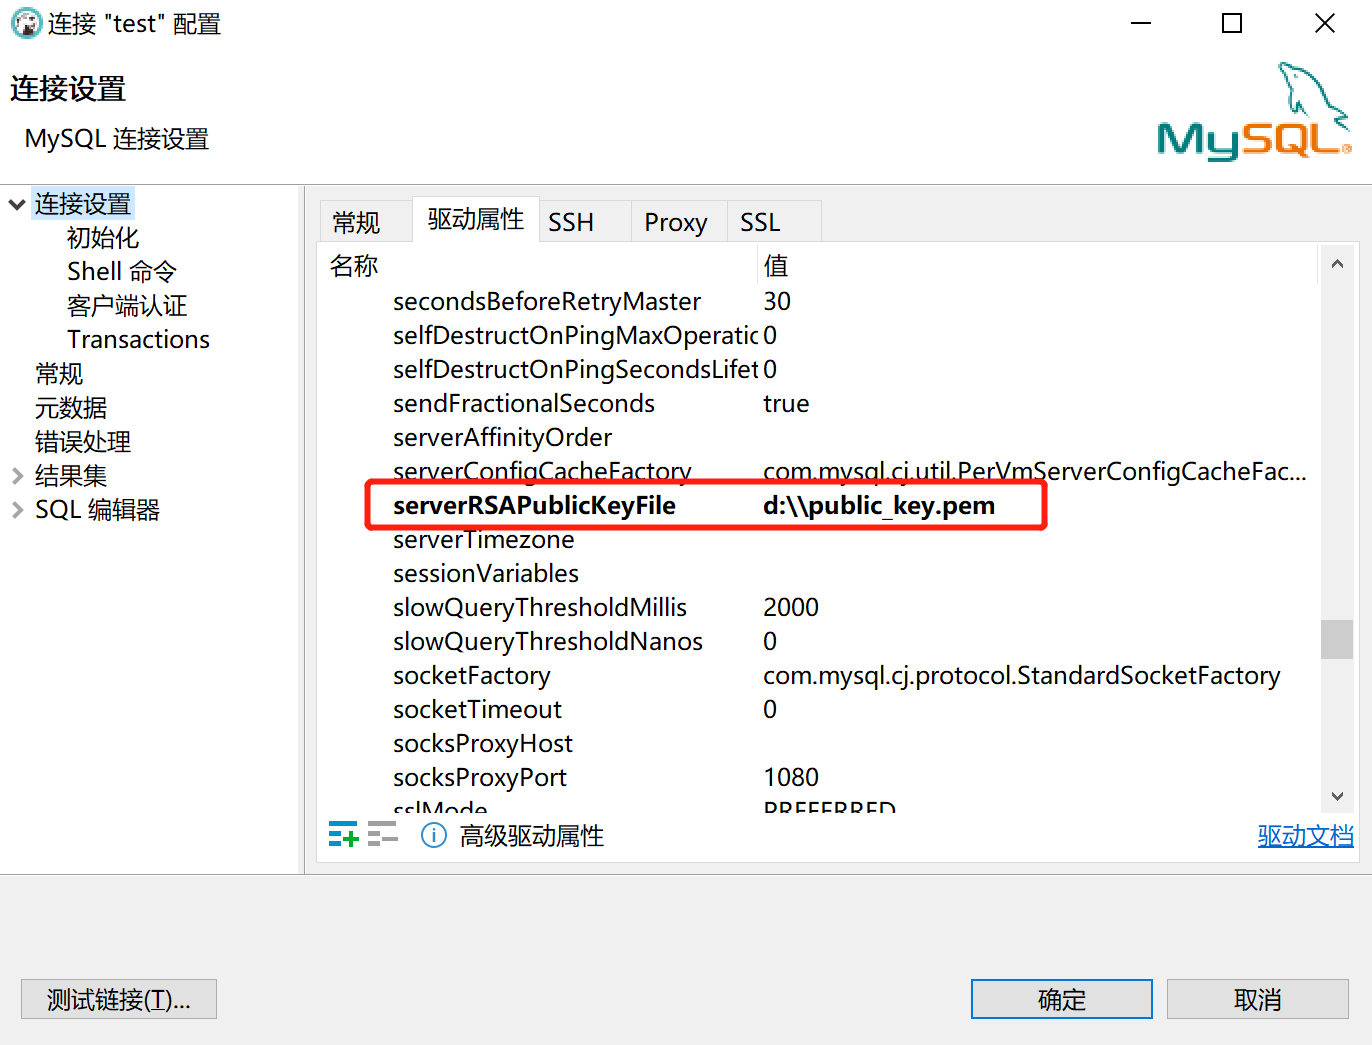 连接 "test" 配置
连接设置
MySQL 连接设置
MySQL®
连接设置
初始化
Shell 命令
客户端认证
Transactions
常规
元数据
错误处理
结果集
SQL 编辑器
常规 驱动属性 SSH Proxy SSL
名称 值
secondsBeforeRetryMaster 30
selfDestructOnPingMaxOperatic 0
selfDestructOnPingSecondsLifet 0
sendFractionalSeconds true
serverAffinityOrder
serverConfigCacheFactory com.mysql.cj.util.PerVmServerConfigCacheFac...
serverRSAPublicKeyFile d:\\public_key.pem
serverTimezone
sessionVariables
slowQueryThresholdMillis 2000
slowQueryThresholdNanos 0
socketFactory com.mysql.cj.protocol.StandardSocketFactory
socketTimeout 0
socksProxyHost
socksProxyPort 1080
sslMode PREFERRED
高级驱动属性 驱动文档
测试链接(T)... 确定 取消